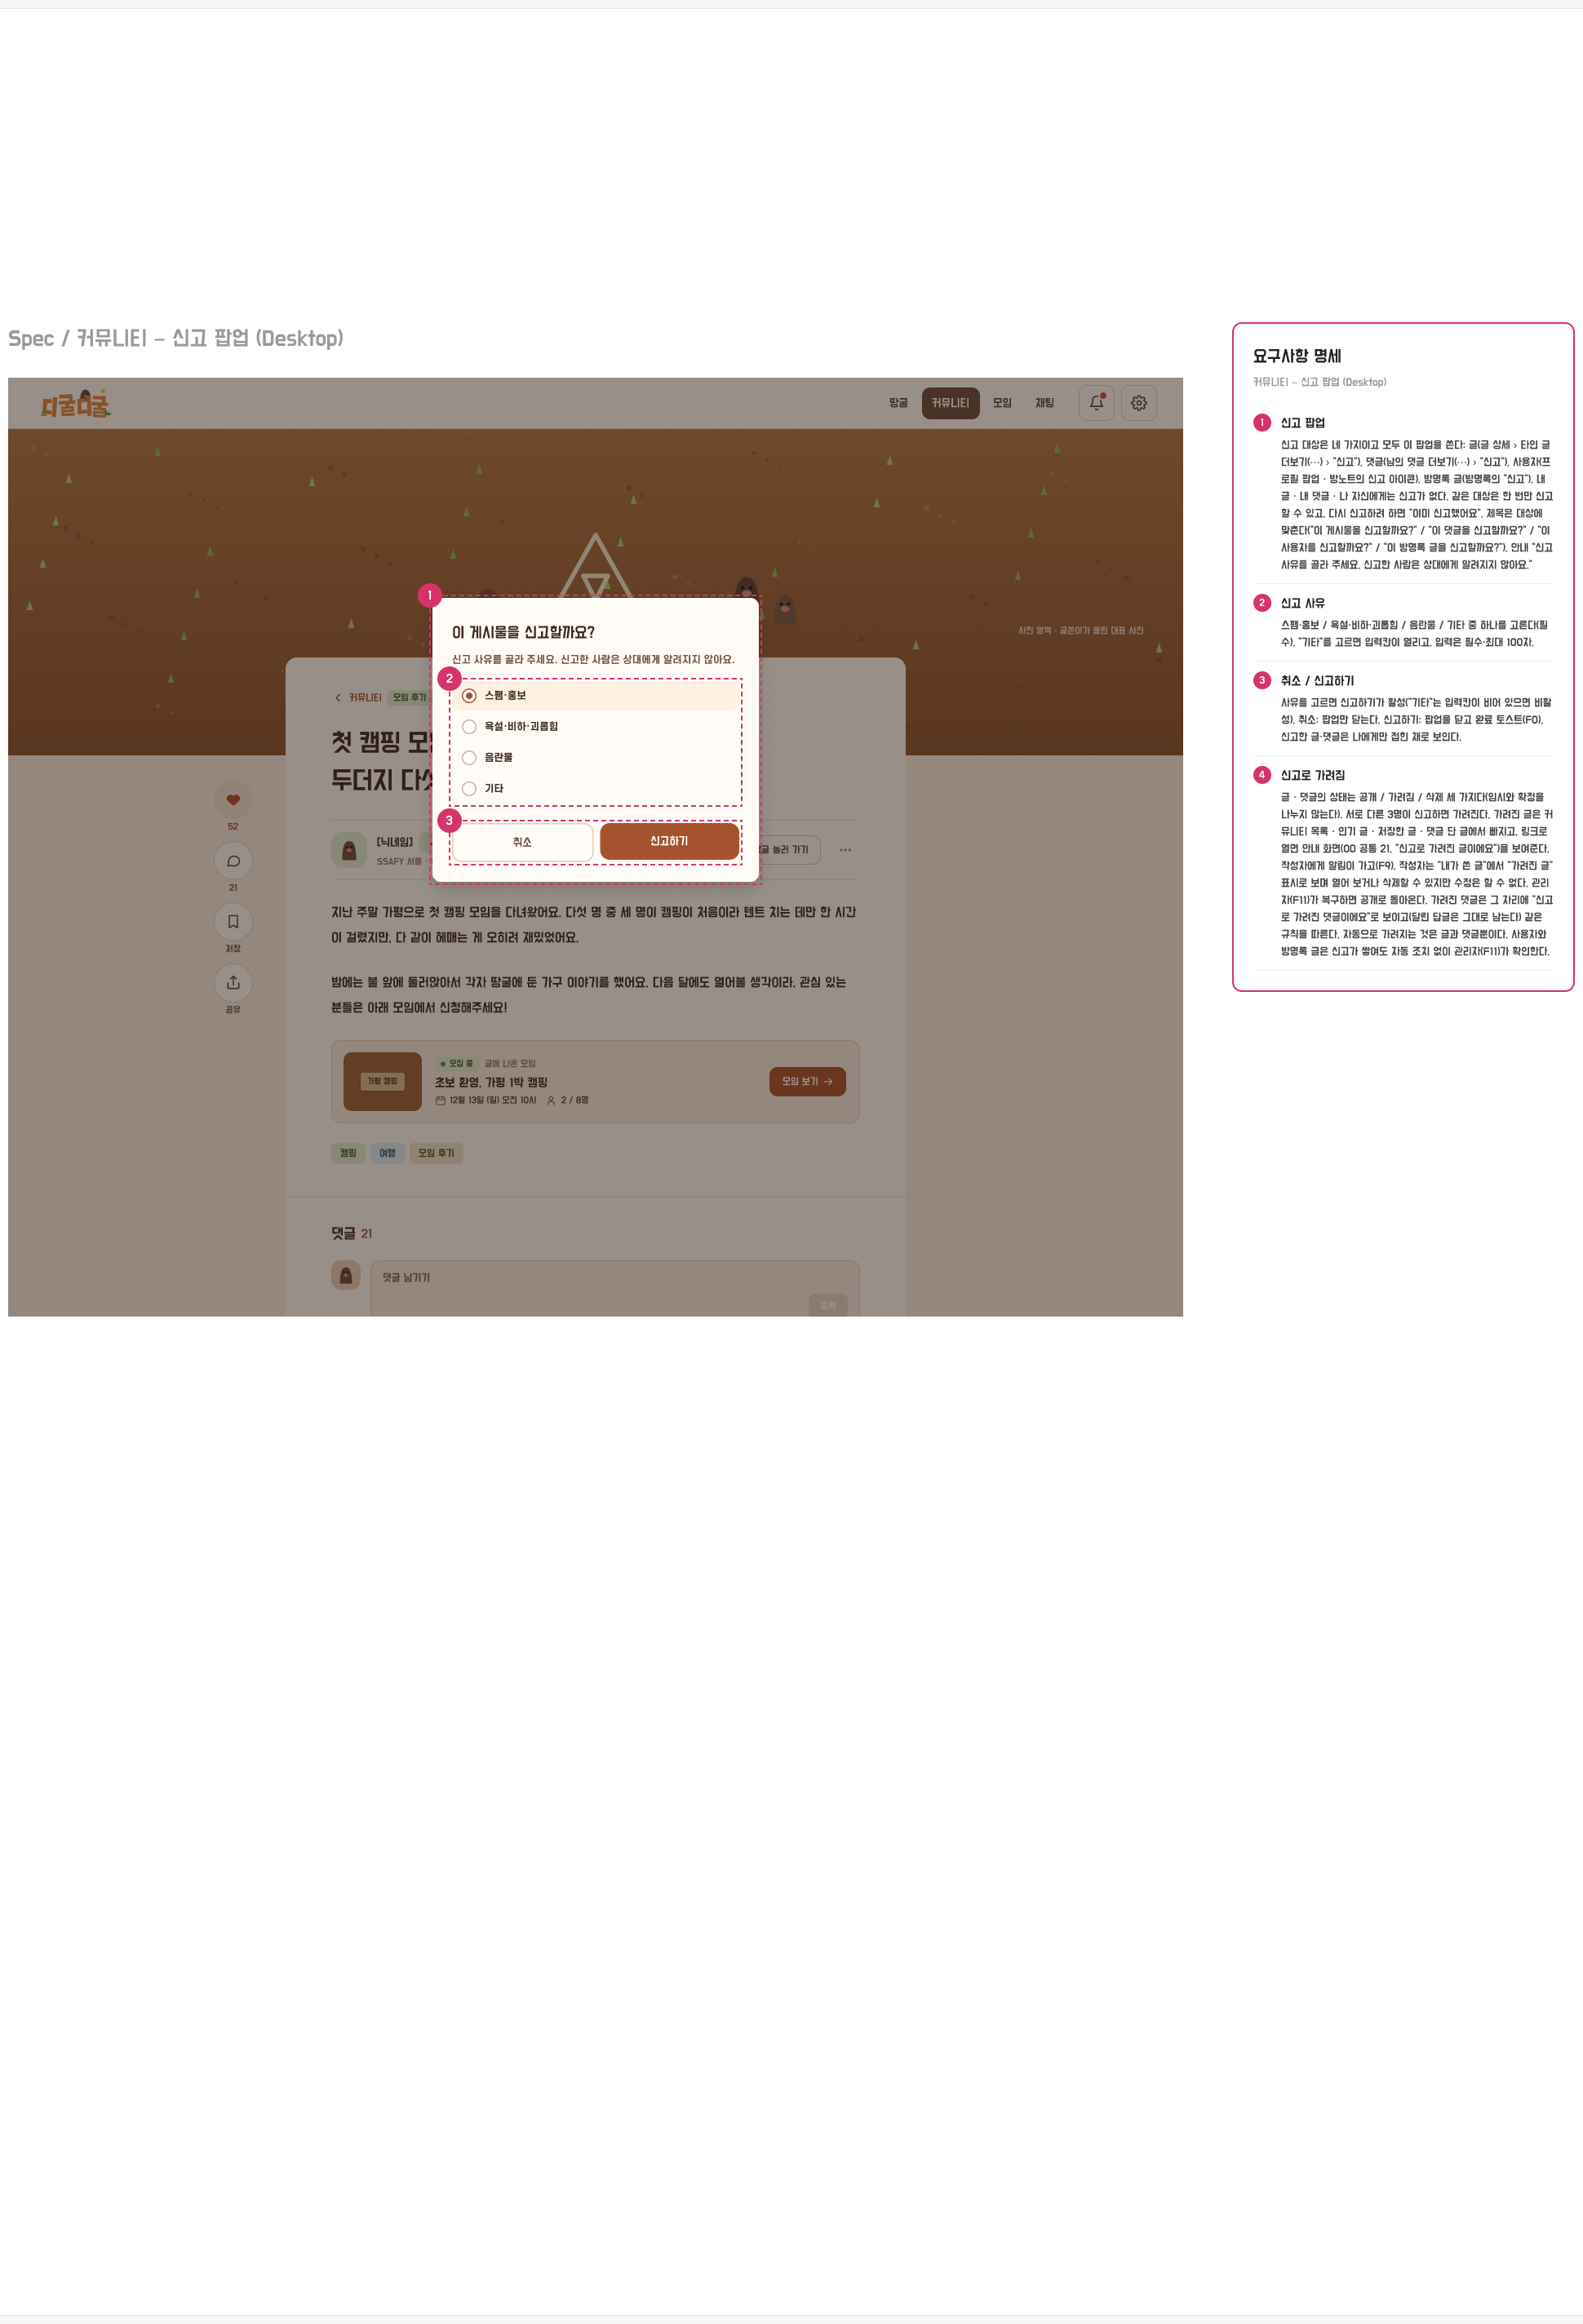 Spec / 커뮤니티 – 신고 팝업 (Desktop)
디굴디굴
땅굴
커뮤니티
모임
채팅
사진 영역 · 글쓴이가 올린 대표 사진
1
이 게시물을 신고할까요?
신고 사유를 골라 주세요. 신고한 사람은 상대에게 알려지지 않아요.
2
스팸·홍보
욕설·비하·괴롭힘
음란물
기타
3
취소
신고하기
커뮤니티
모임 후기
첫 캠핑 모
두더지 다섯
[닉네임]
SSAFY 서울 ·
굴 놀러 가기
52
21
저장
공유
지난 주말 가평으로 첫 캠핑 모임을 다녀왔어요. 다섯 명 중 세 명이 캠핑이 처음이라 텐트 치는 데만 한 시간
이 걸렸지만, 다 같이 헤매는 게 오히려 재밌었어요.
밤에는 불 앞에 둘러앉아서 각자 땅굴에 둔 가구 이야기를 했어요. 다음 달에도 열어볼 생각이라, 관심 있는
분들은 아래 모임에서 신청해주세요!
가평 캠핑
모집 중
글에 나온 모임
초보 환영, 가평 1박 캠핑
12월 13일 (일) 오전 10시
2 / 8명
모임 보기
캠핑
여행
모임 후기
댓글 21
댓글 남기기
등록
요구사항 명세
커뮤니티 – 신고 팝업 (Desktop)
1 신고 팝업
신고 대상은 네 가지이고 모두 이 팝업을 쓴다: 글(글 상세 › 타인 글
더보기(⋯) › "신고"), 댓글(남의 댓글 더보기(⋯) › "신고"), 사용자(프
로필 팝업 · 방노트의 신고 아이콘), 방명록 글(방명록의 "신고"). 내
글 · 내 댓글 · 나 자신에게는 신고가 없다. 같은 대상은 한 번만 신고
할 수 있고, 다시 신고하려 하면 "이미 신고했어요". 제목은 대상에
맞춘다("이 게시물을 신고할까요?" / "이 댓글을 신고할까요?" / "이
사용자를 신고할까요?" / "이 방명록 글을 신고할까요?"). 안내 "신고
사유를 골라 주세요. 신고한 사람은 상대에게 알려지지 않아요."
2 신고 사유
스팸·홍보 / 욕설·비하·괴롭힘 / 음란물 / 기타 중 하나를 고른다(필
수). "기타"를 고르면 입력칸이 열리고, 입력은 필수·최대 100자.
3 취소 / 신고하기
사유를 고르면 신고하기가 활성("기타"는 입력칸이 비어 있으면 비활
성). 취소: 팝업만 닫는다. 신고하기: 팝업을 닫고 완료 토스트(F0).
신고한 글·댓글은 나에게만 접힌 채로 보인다.
4 신고로 가려짐
글 · 댓글의 상태는 공개 / 가려짐 / 삭제 세 가지다(임시와 확정을
나누지 않는다). 서로 다른 3명이 신고하면 가려진다. 가려진 글은 커
뮤니티 목록 · 인기 글 · 저장한 글 · 댓글 단 글에서 빠지고, 링크로
열면 안내 화면(00 공통 21, "신고로 가려진 글이에요")을 보여준다.
작성자에게 알림이 가고(F9), 작성자는 "내가 쓴 글"에서 "가려진 글"
표시로 보며 열어 보거나 삭제할 수 있지만 수정은 할 수 없다. 관리
자(F11)가 복구하면 공개로 돌아온다. 가려진 댓글은 그 자리에 "신고
로 가려진 댓글이에요"로 보이고(달린 답글은 그대로 남는다) 같은
규칙을 따른다. 자동으로 가려지는 것은 글과 댓글뿐이다. 사용자와
방명록 글은 신고가 쌓여도 자동 조치 없이 관리자(F11)가 확인한다.